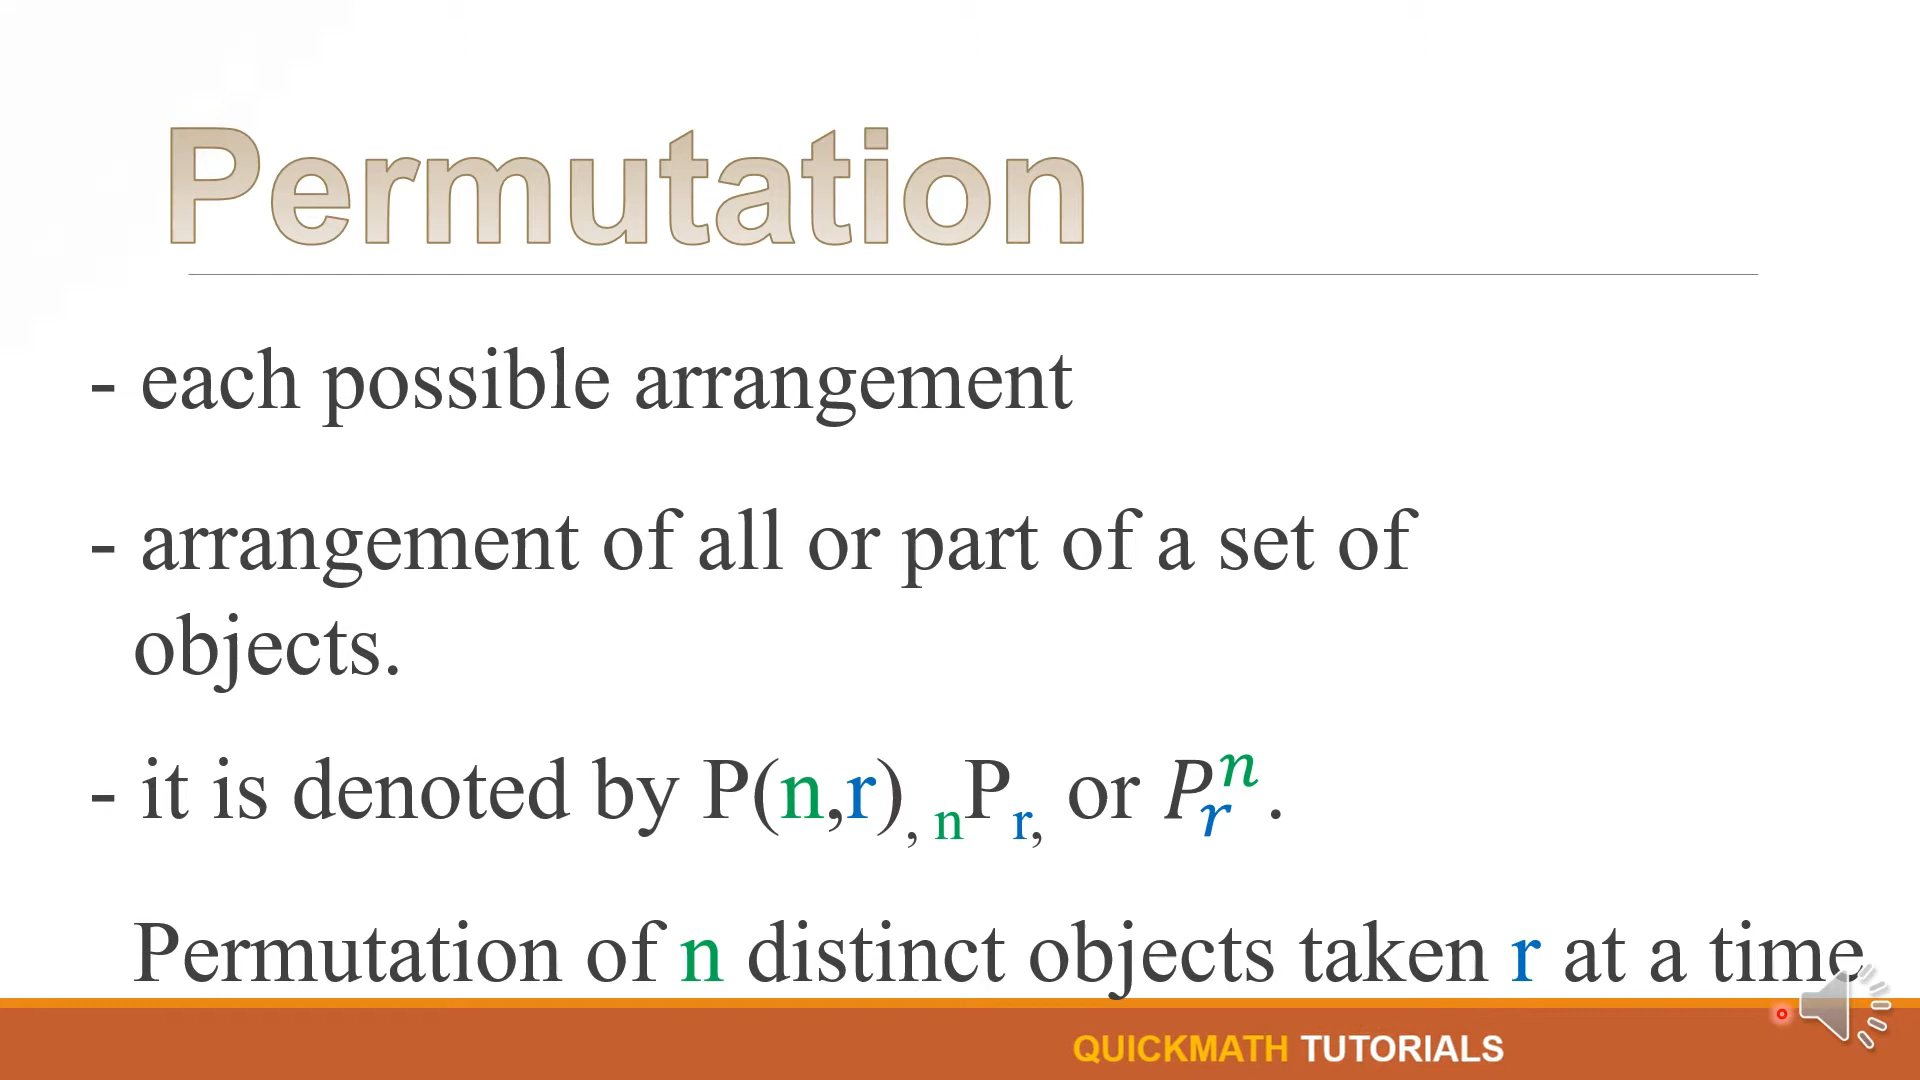 Permutation
- each possible arrangement
- arrangement of all or part of a set of
objects.
- it is denoted by P(n,r), ₙPᵣ, or $P_r^n$.
Permutation of n distinct objects taken r at a time
QUICKMATH TUTORIALS